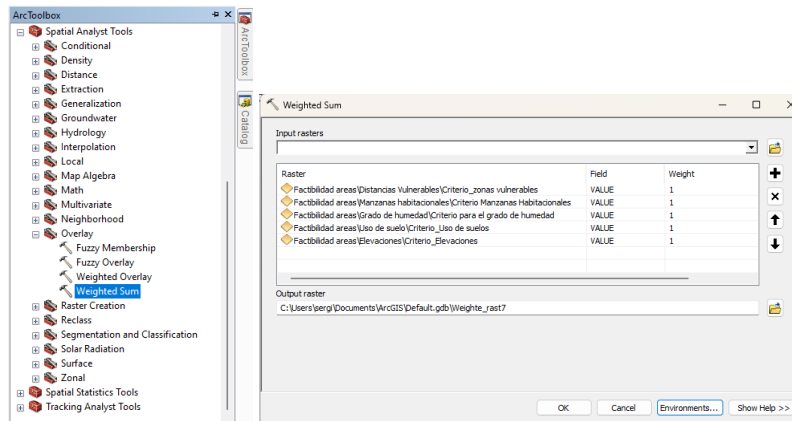 ArcToolbox
Spatial Analyst Tools
Conditional
Density
Distance
Extraction
Generalization
Groundwater
Hydrology
Interpolation
Local
Map Algebra
Math
Multivariate
Neighborhood
Overlay
Fuzzy Membership
Fuzzy Overlay
Weighted Overlay
Weighted Sum
Raster Creation
Reclass
Segmentation and Classification
Solar Radiation
Surface
Zonal
Spatial Statistics Tools
Tracking Analyst Tools
ArcToolbox
Catalog
Weighted Sum
Input rasters
Raster Field Weight
Factibilidad areas\Distancias Vulnerables\Criterio_zonas vulnerables VALUE 1
Factibilidad areas\Manzanas habitacionales\Criterio Manzanas Habitacionales VALUE 1
Factibilidad areas\Grado de humedad\Criterio para el grado de humedad VALUE 1
Factibilidad areas\Uso de suelo\Criterio_Uso de suelos VALUE 1
Factibilidad areas\Elevaciones\Criterio_Elevaciones VALUE 1
Output raster
C:\Users\sergi\Documents\ArcGIS\Default.gdb\Weighte_rast7
OK Cancel Environments... Show Help >>